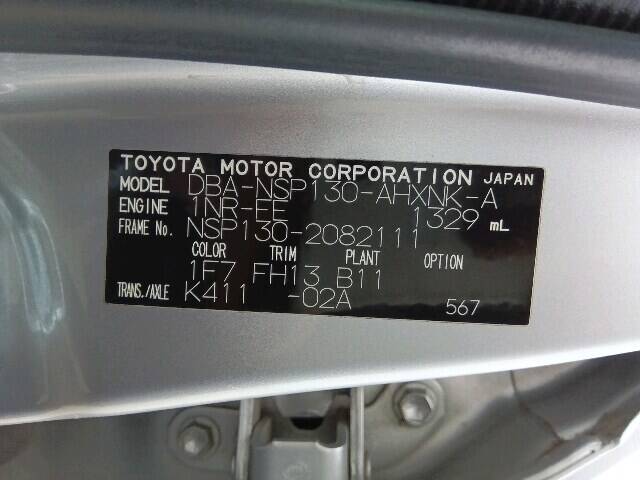 TOYOTA MOTOR CORPORATION JAPAN
MODEL DBA-NSP130-AHXNK-A
ENGINE 1NR-FE 1329 mL
FRAME No. NSP130-2082111
COLOR TRIM PLANT OPTION
1F7 FH13 B11
TRANS./AXLE K411 -02A 567